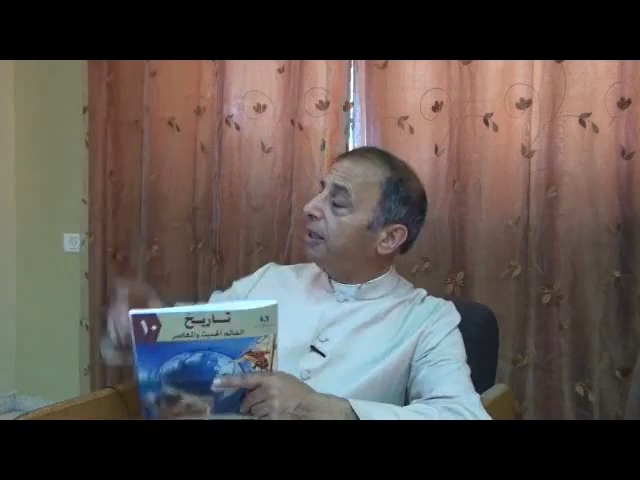 تاريخ
العالم الحديث والمعاصر
١٠